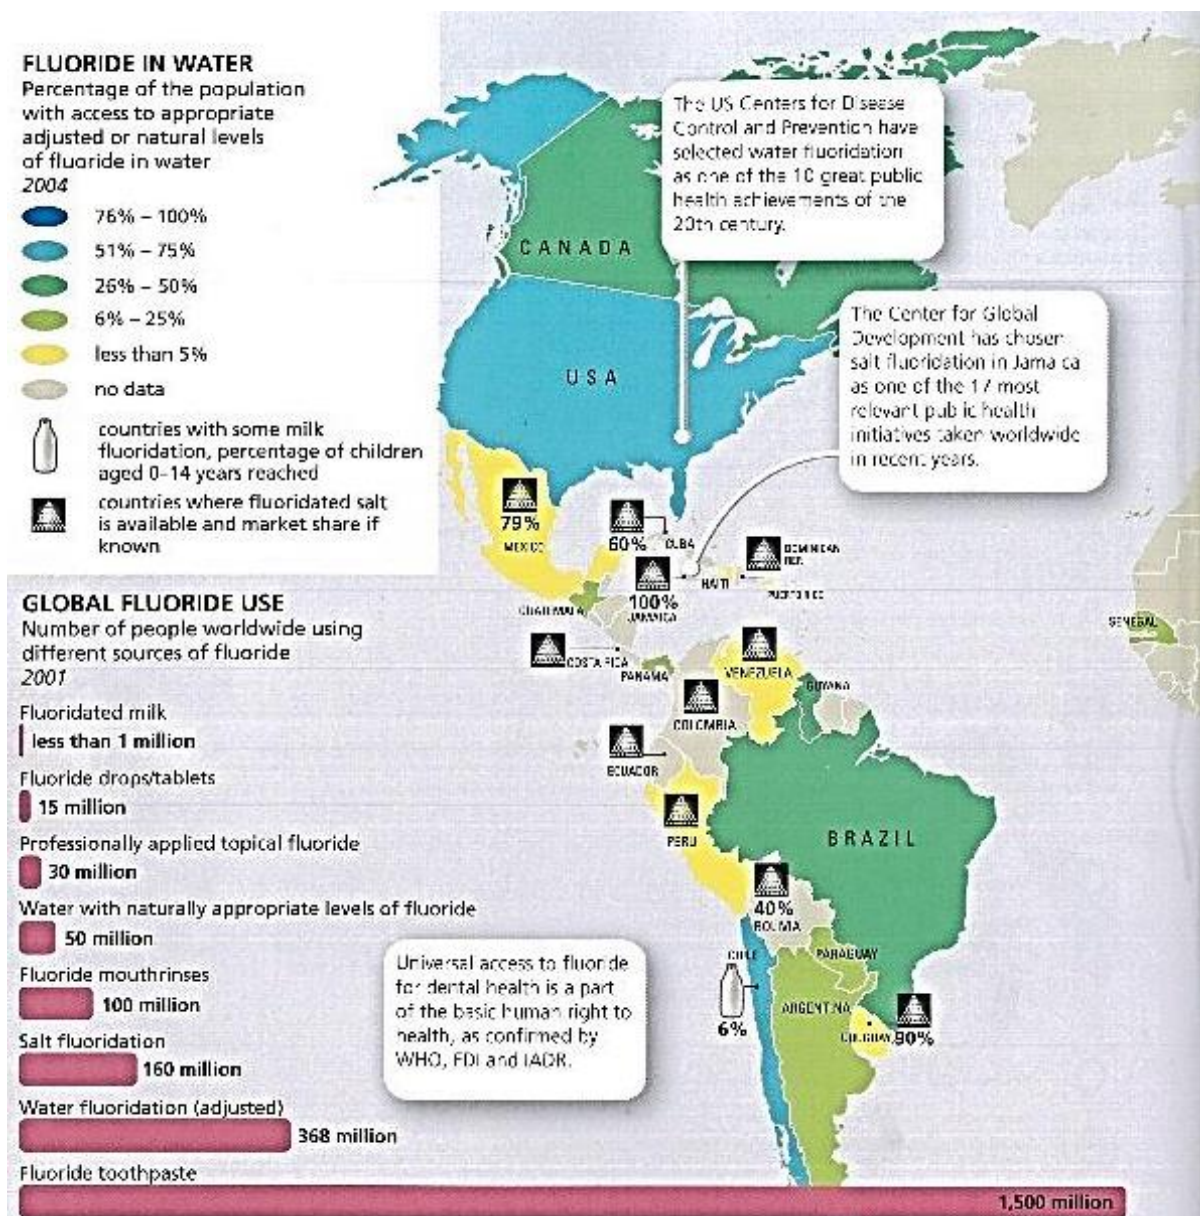 FLUORIDE IN WATER
Percentage of the population
with access to appropriate
adjusted or natural levels
of fluoride in water
2004
76% – 100%
51% – 75%
26% – 50%
6% – 25%
less than 5%
no data
countries with some milk
fluoridation, percentage of children
aged 0–14 years reached
countries where fluoridated salt
is available and market share if
known
The US Centers for Disease
Control and Prevention have
selected water fluoridation
as one of the 10 great public
health achievements of the
20th century.
CANADA
USA
The Center for Global
Development has chosen
salt fluoridation in Jamaica
as one of the 17 most
relevant public health
initiatives taken worldwide
in recent years.
79%
MEXICO
60%
CUBA
100%
JAMAICA
HAITI
DOMINICAN
REP.
PUERTO RICO
GUATEMALA
COSTA RICA
PANAMA
VENEZUELA
GUYANA
COLOMBIA
ECUADOR
PERU
BRAZIL
40%
BOLIVIA
PARAGUAY
CHILE
6%
ARGENTINA
URUGUAY
90%
SENEGAL
GLOBAL FLUORIDE USE
Number of people worldwide using
different sources of fluoride
2001
Fluoridated milk
less than 1 million
Fluoride drops/tablets
15 million
Professionally applied topical fluoride
30 million
Water with naturally appropriate levels of fluoride
50 million
Fluoride mouthrinses
100 million
Salt fluoridation
160 million
Water fluoridation (adjusted)
368 million
Fluoride toothpaste
1,500 million
Universal access to fluoride
for dental health is a part
of the basic human right to
health, as confirmed by
WHO, FDI and IADR.